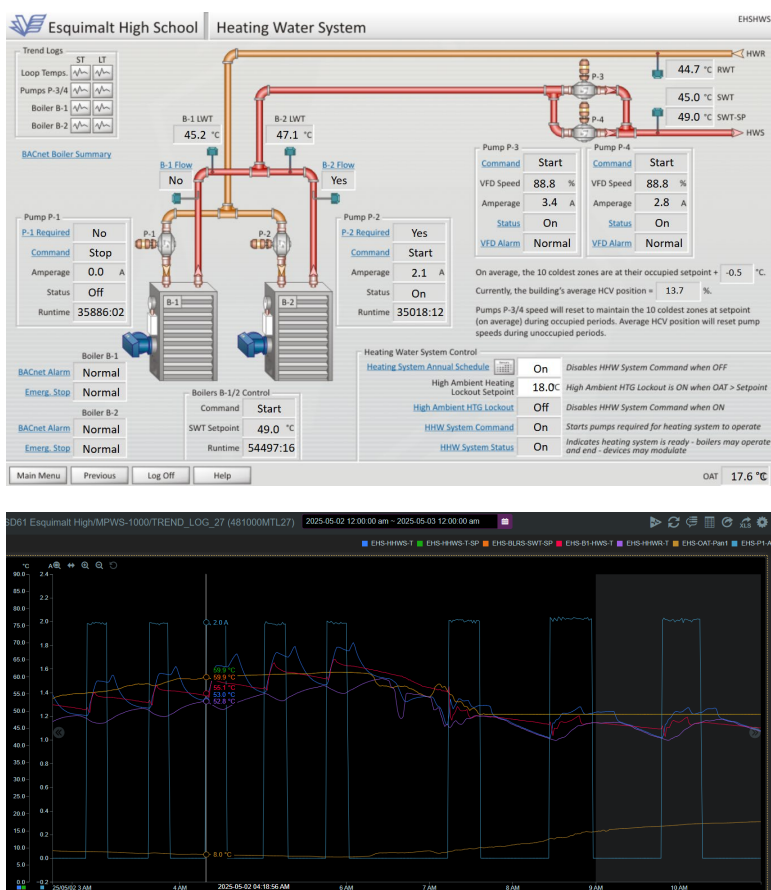 Esquimalt High School Heating Water System EHSHWS
Trend Logs
ST LT
Loop Temps.
Pumps P-3/4
Boiler B-1
Boiler B-2
BACnet Boiler Summary
HWR
44.7 °C RWT
45.0 °C SWT
49.0 °C SWT-SP
HWS
P-3
P-4
B-1 LWT
45.2 °C
B-2 LWT
47.1 °C
B-1 Flow
No
B-2 Flow
Yes
Pump P-3
Command Start
VFD Speed 88.8 %
Amperage 3.4 A
Status On
VFD Alarm Normal
Pump P-4
Command Start
VFD Speed 88.8 %
Amperage 2.8 A
Status On
VFD Alarm Normal
Pump P-1
P-1 Required No
Command Stop
Amperage 0.0 A
Status Off
Runtime 35886:02
P-1
P-2
B-1
B-2
Pump P-2
P-2 Required Yes
Command Start
Amperage 2.1 A
Status On
Runtime 35018:12
On average, the 10 coldest zones are at their occupied setpoint + -0.5 °C.
Currently, the building's average HCV position = 13.7 %.
Pumps P-3/4 speed will reset to maintain the 10 coldest zones at setpoint
(on average) during occupied periods. Average HCV position will reset pump
speeds during unoccupied periods.
Boiler B-1
BACnet Alarm Normal
Emerg. Stop Normal
Boiler B-2
BACnet Alarm Normal
Emerg. Stop Normal
Boilers B-1/2 Control
Command Start
SWT Setpoint 49.0 °C
Runtime 54497:16
Heating Water System Control
Heating System Annual Schedule On Disables HHW System Command when OFF
High Ambient Heating
Lockout Setpoint 18.0C High Ambient HTG Lockout is ON when OAT > Setpoint
High Ambient HTG Lockout Off Disables HHW System Command when ON
HHW System Command On Starts pumps required for heating system to operate
HHW System Status On Indicates heating system is ready - boilers may operate
and end - devices may modulate
Main Menu Previous Log Off Help OAT 17.6 °C
SD61 Esquimalt High/MPWS-1000/TREND_LOG_27 (481000MTL27) 2025-05-02 12:00:00 am ~ 2025-05-03 12:00:00 am
XLS
EHS-HHWS-T EHS-HHWS-T-SP EHS-BLRS-SWT-SP EHS-B1-HWS-T EHS-HHWR-T EHS-OAT-Pan1 EHS-P1-A
°C A
90.0 2.4
85.0
80.0 2.2
75.0 2.0
70.0
65.0 1.8
60.0 1.6
55.0 1.4
50.0 1.2
45.0
40.0 1.0
35.0 0.8
30.0
25.0 0.4
20.0
15.0 0.2
10.0 0.0
5.0
0.0 -0.2
2.0 A
59.9 °C
59.9 °C
55.1 °C
53.0 °C
52.8 °C
8.0 °C
25/05/02 3 AM 4 AM 2025-05-02 04:18:56 AM 6 AM 7 AM 8 AM 9 AM 10 AM